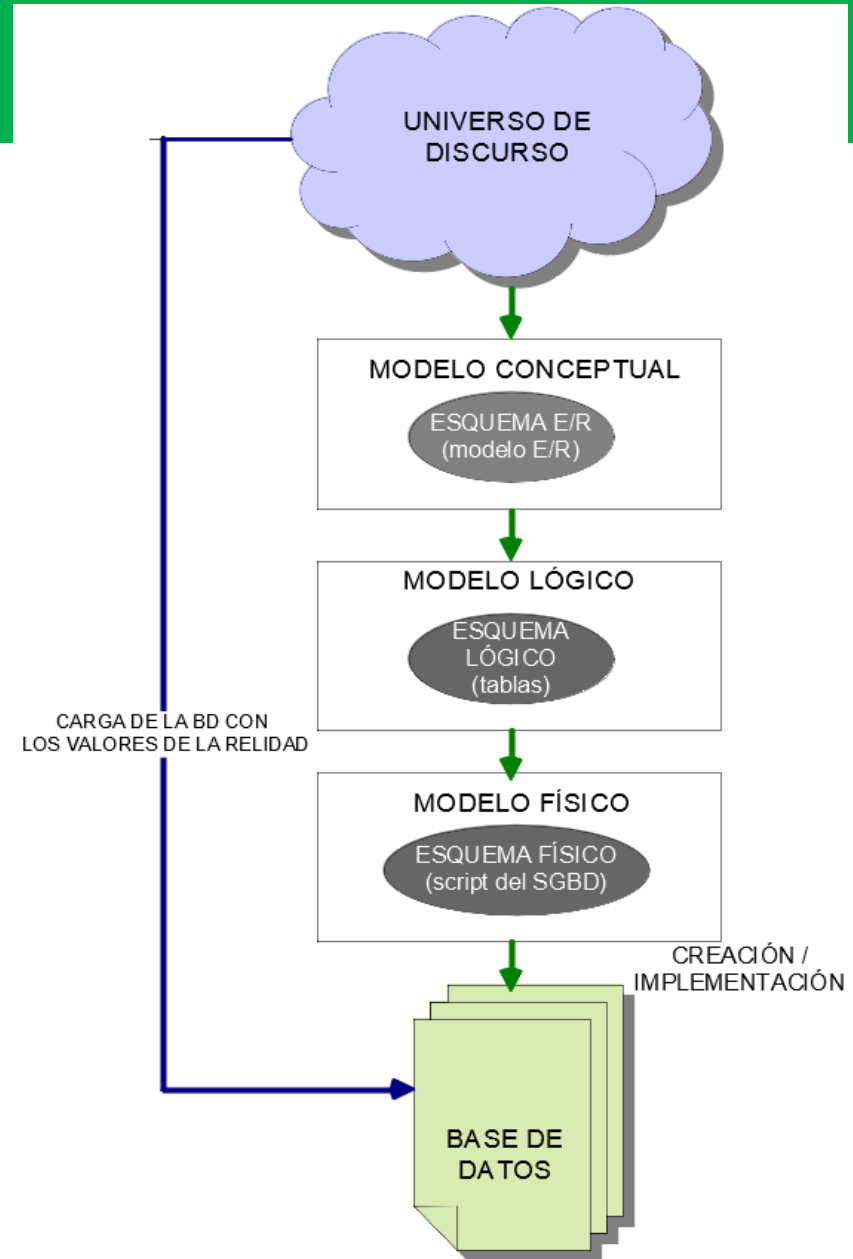 UNIVERSO DE
DISCURSO
MODELO CONCEPTUAL
ESQUEMA E/R
(modelo E/R)
MODELO LÓGICO
ESQUEMA
LÓGICO
(tablas)
CARGA DE LA BD CON
LOS VALORES DE LA RELIDAD
MODELO FÍSICO
ESQUEMA FÍSICO
(script del SGBD)
CREACIÓN /
IMPLEMENTACIÓN
BASE DE
DATOS